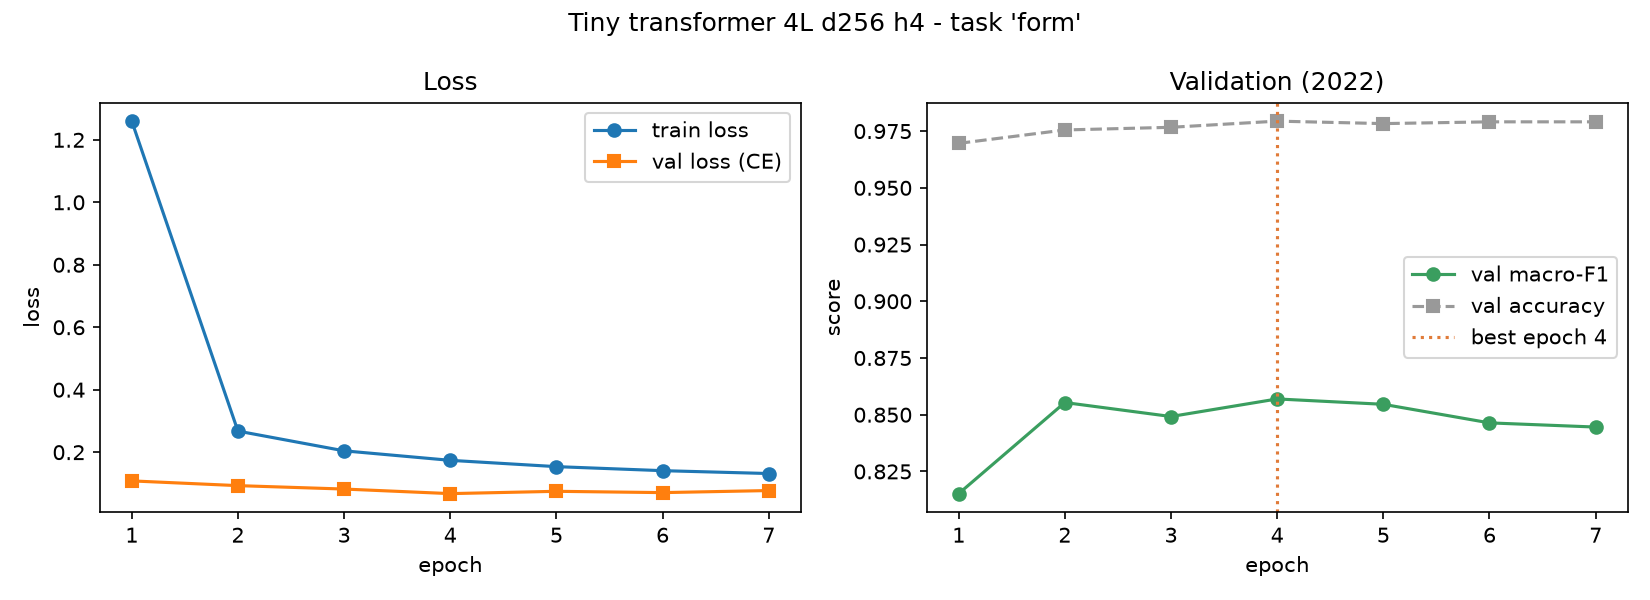 Tiny transformer 4L d256 h4 - task 'form'
Loss
1.2
1.0
0.8
0.6
0.4
0.2
loss
train loss
val loss (CE)
1 2 3 4 5 6 7
epoch
Validation (2022)
0.975
0.950
0.925
0.900
0.875
0.850
0.825
score
val macro-F1
val accuracy
best epoch 4
1 2 3 4 5 6 7
epoch